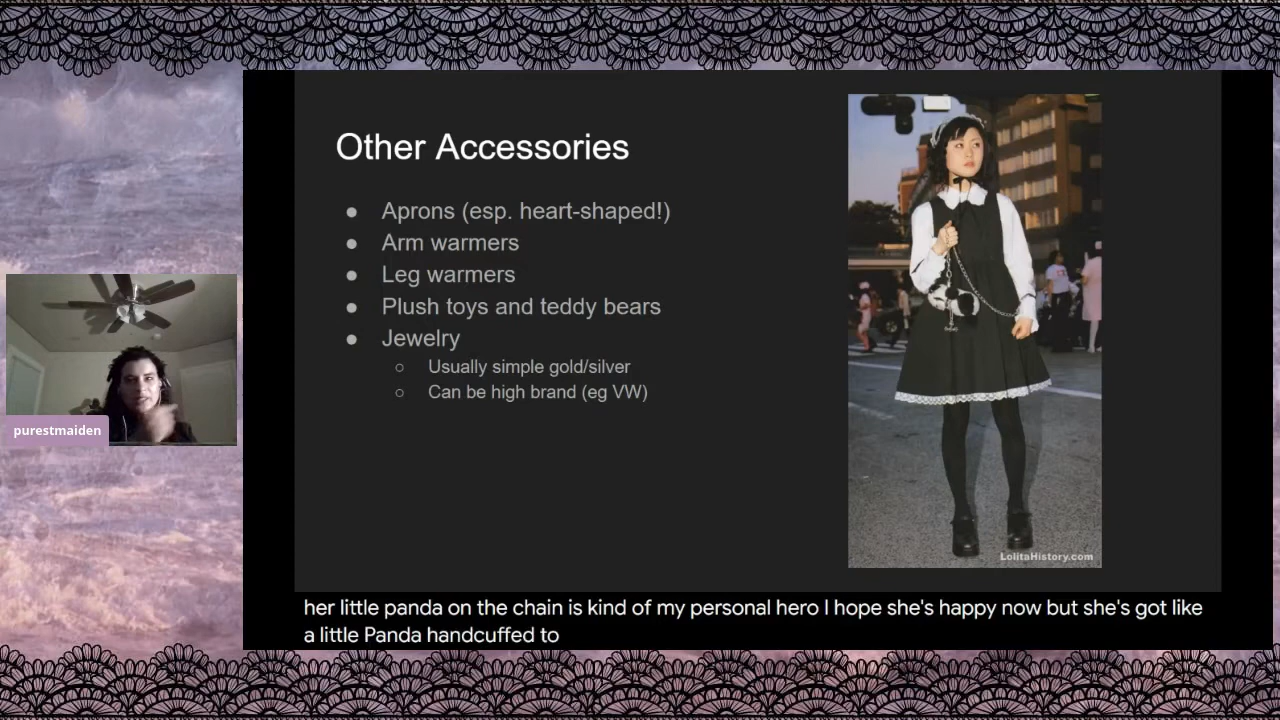 Other Accessories
● Aprons (esp. heart-shaped!)
● Arm warmers
● Leg warmers
● Plush toys and teddy bears
● Jewelry
○ Usually simple gold/silver
○ Can be high brand (eg VW)
LolitaHistory.com
purestmaiden
her little panda on the chain is kind of my personal hero I hope she's happy now but she's got like
a little Panda handcuffed to